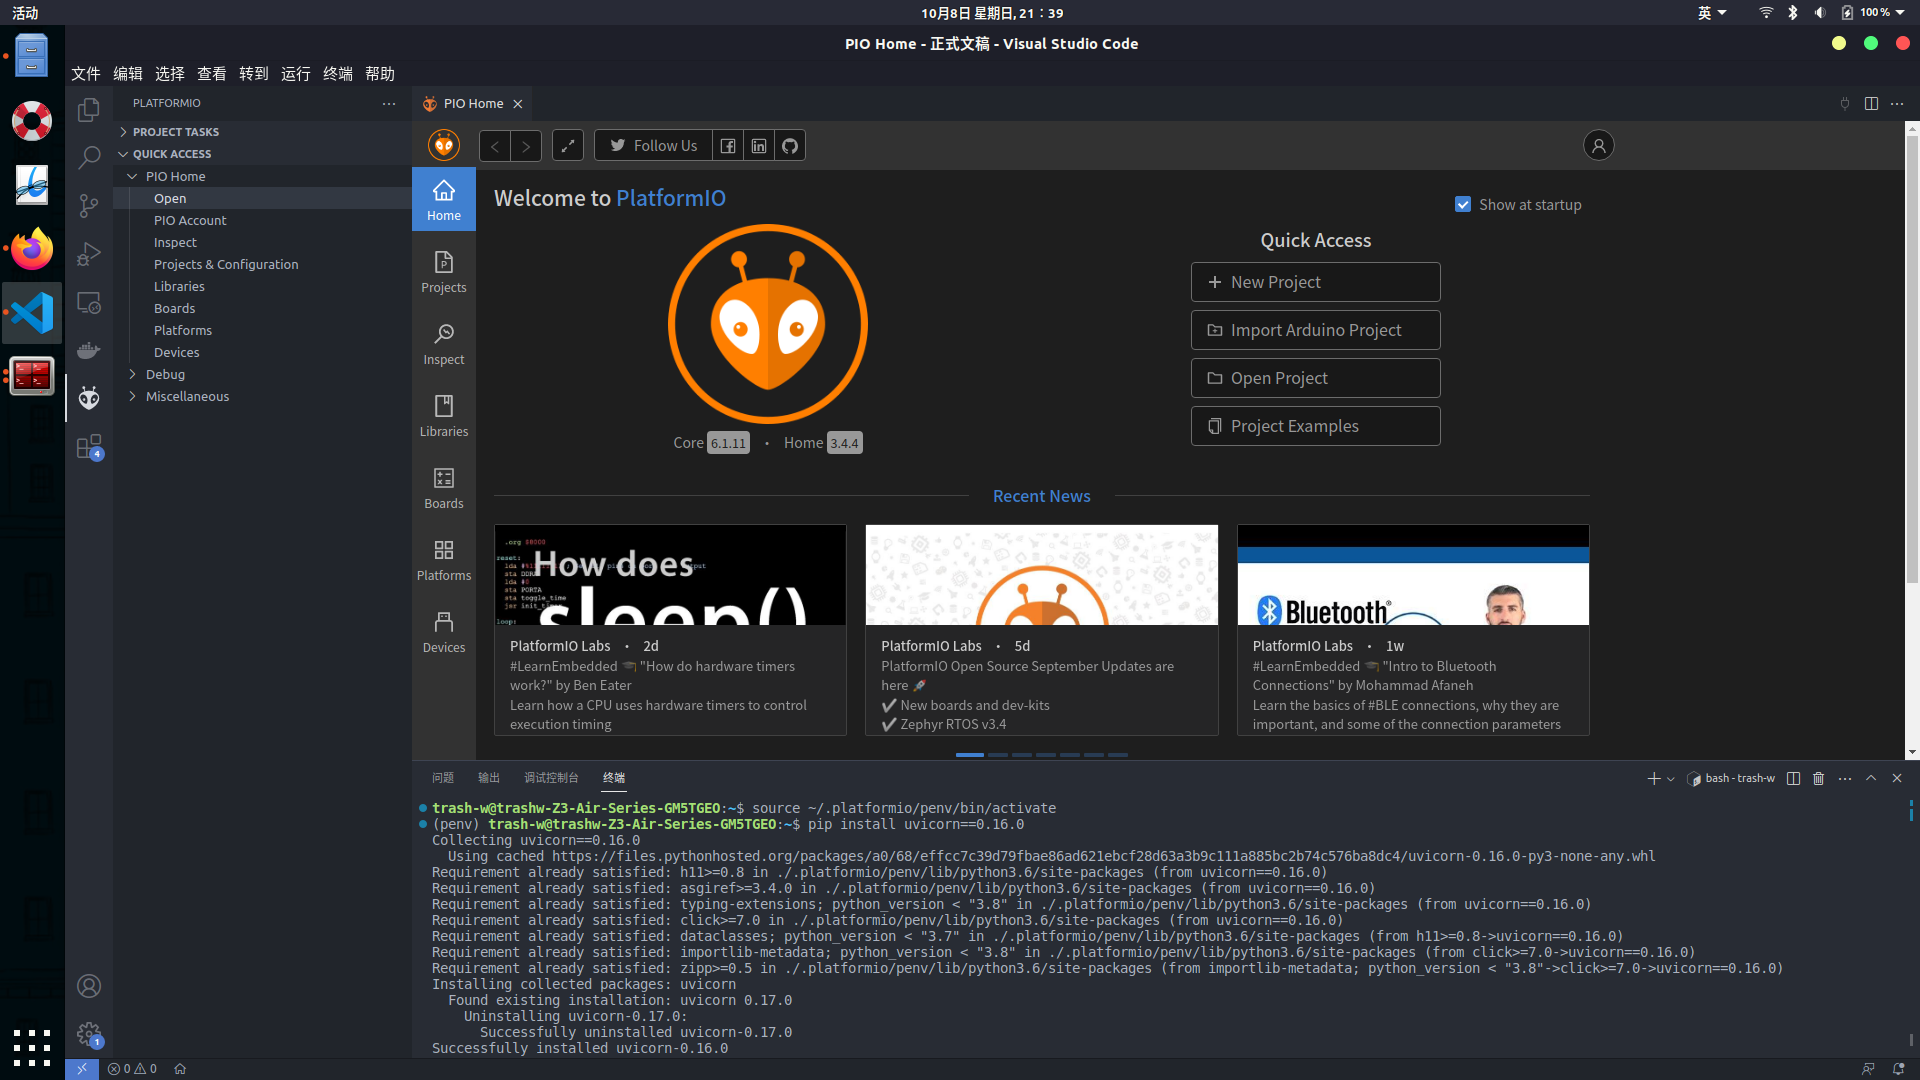 活动
10月8日 星期日, 21：39
英
100 %
PIO Home - 正式文稿 - Visual Studio Code
文件 编辑 选择 查看 转到 运行 终端 帮助
PLATFORMIO
PROJECT TASKS
QUICK ACCESS
PIO Home
Open
PIO Account
Inspect
Projects & Configuration
Libraries
Boards
Platforms
Devices
Debug
Miscellaneous
4
1
PIO Home
Follow Us
Home
Projects
Inspect
Libraries
Boards
Platforms
Devices
Welcome to PlatformIO
Show at startup
Core 6.1.11 • Home 3.4.4
Quick Access
New Project
Import Arduino Project
Open Project
Project Examples
Recent News
.org $8000
reset:
sta DDRA
lda #0
sta PORTA
sta toggle_time
jsr init_timer
loop:
How does
sleep()
PlatformIO Labs • 2d
#LearnEmbedded 🎓 "How do hardware timers
work?" by Ben Eater
Learn how a CPU uses hardware timers to control
execution timing
PlatformIO Labs • 5d
PlatformIO Open Source September Updates are
here 🚀
✔️ New boards and dev-kits
✔️ Zephyr RTOS v3.4
Bluetooth®
PlatformIO Labs • 1w
#LearnEmbedded 🎓 "Intro to Bluetooth
Connections" by Mohammad Afaneh
Learn the basics of #BLE connections, why they are
important, and some of the connection parameters
问题 输出 调试控制台 终端
bash - trash-w
trash-w@trashw-Z3-Air-Series-GM5TGEO:~$ source ~/.platformio/penv/bin/activate
(penv) trash-w@trashw-Z3-Air-Series-GM5TGEO:~$ pip install uvicorn==0.16.0
Collecting uvicorn==0.16.0
Using cached https://files.pythonhosted.org/packages/a0/68/effcc7c39d79fbae86ad621ebcf28d63a3b9c111a885bc2b74c576ba8dc4/uvicorn-0.16.0-py3-none-any.whl
Requirement already satisfied: h11>=0.8 in ./.platformio/penv/lib/python3.6/site-packages (from uvicorn==0.16.0)
Requirement already satisfied: asgiref>=3.4.0 in ./.platformio/penv/lib/python3.6/site-packages (from uvicorn==0.16.0)
Requirement already satisfied: typing-extensions; python_version < "3.8" in ./.platformio/penv/lib/python3.6/site-packages (from uvicorn==0.16.0)
Requirement already satisfied: click>=7.0 in ./.platformio/penv/lib/python3.6/site-packages (from uvicorn==0.16.0)
Requirement already satisfied: dataclasses; python_version < "3.7" in ./.platformio/penv/lib/python3.6/site-packages (from h11>=0.8->uvicorn==0.16.0)
Requirement already satisfied: importlib-metadata; python_version < "3.8" in ./.platformio/penv/lib/python3.6/site-packages (from click>=7.0->uvicorn==0.16.0)
Requirement already satisfied: zipp>=0.5 in ./.platformio/penv/lib/python3.6/site-packages (from importlib-metadata; python_version < "3.8"->click>=7.0->uvicorn==0.16.0)
Installing collected packages: uvicorn
Found existing installation: uvicorn 0.17.0
Uninstalling uvicorn-0.17.0:
Successfully uninstalled uvicorn-0.17.0
Successfully installed uvicorn-0.16.0
0 0